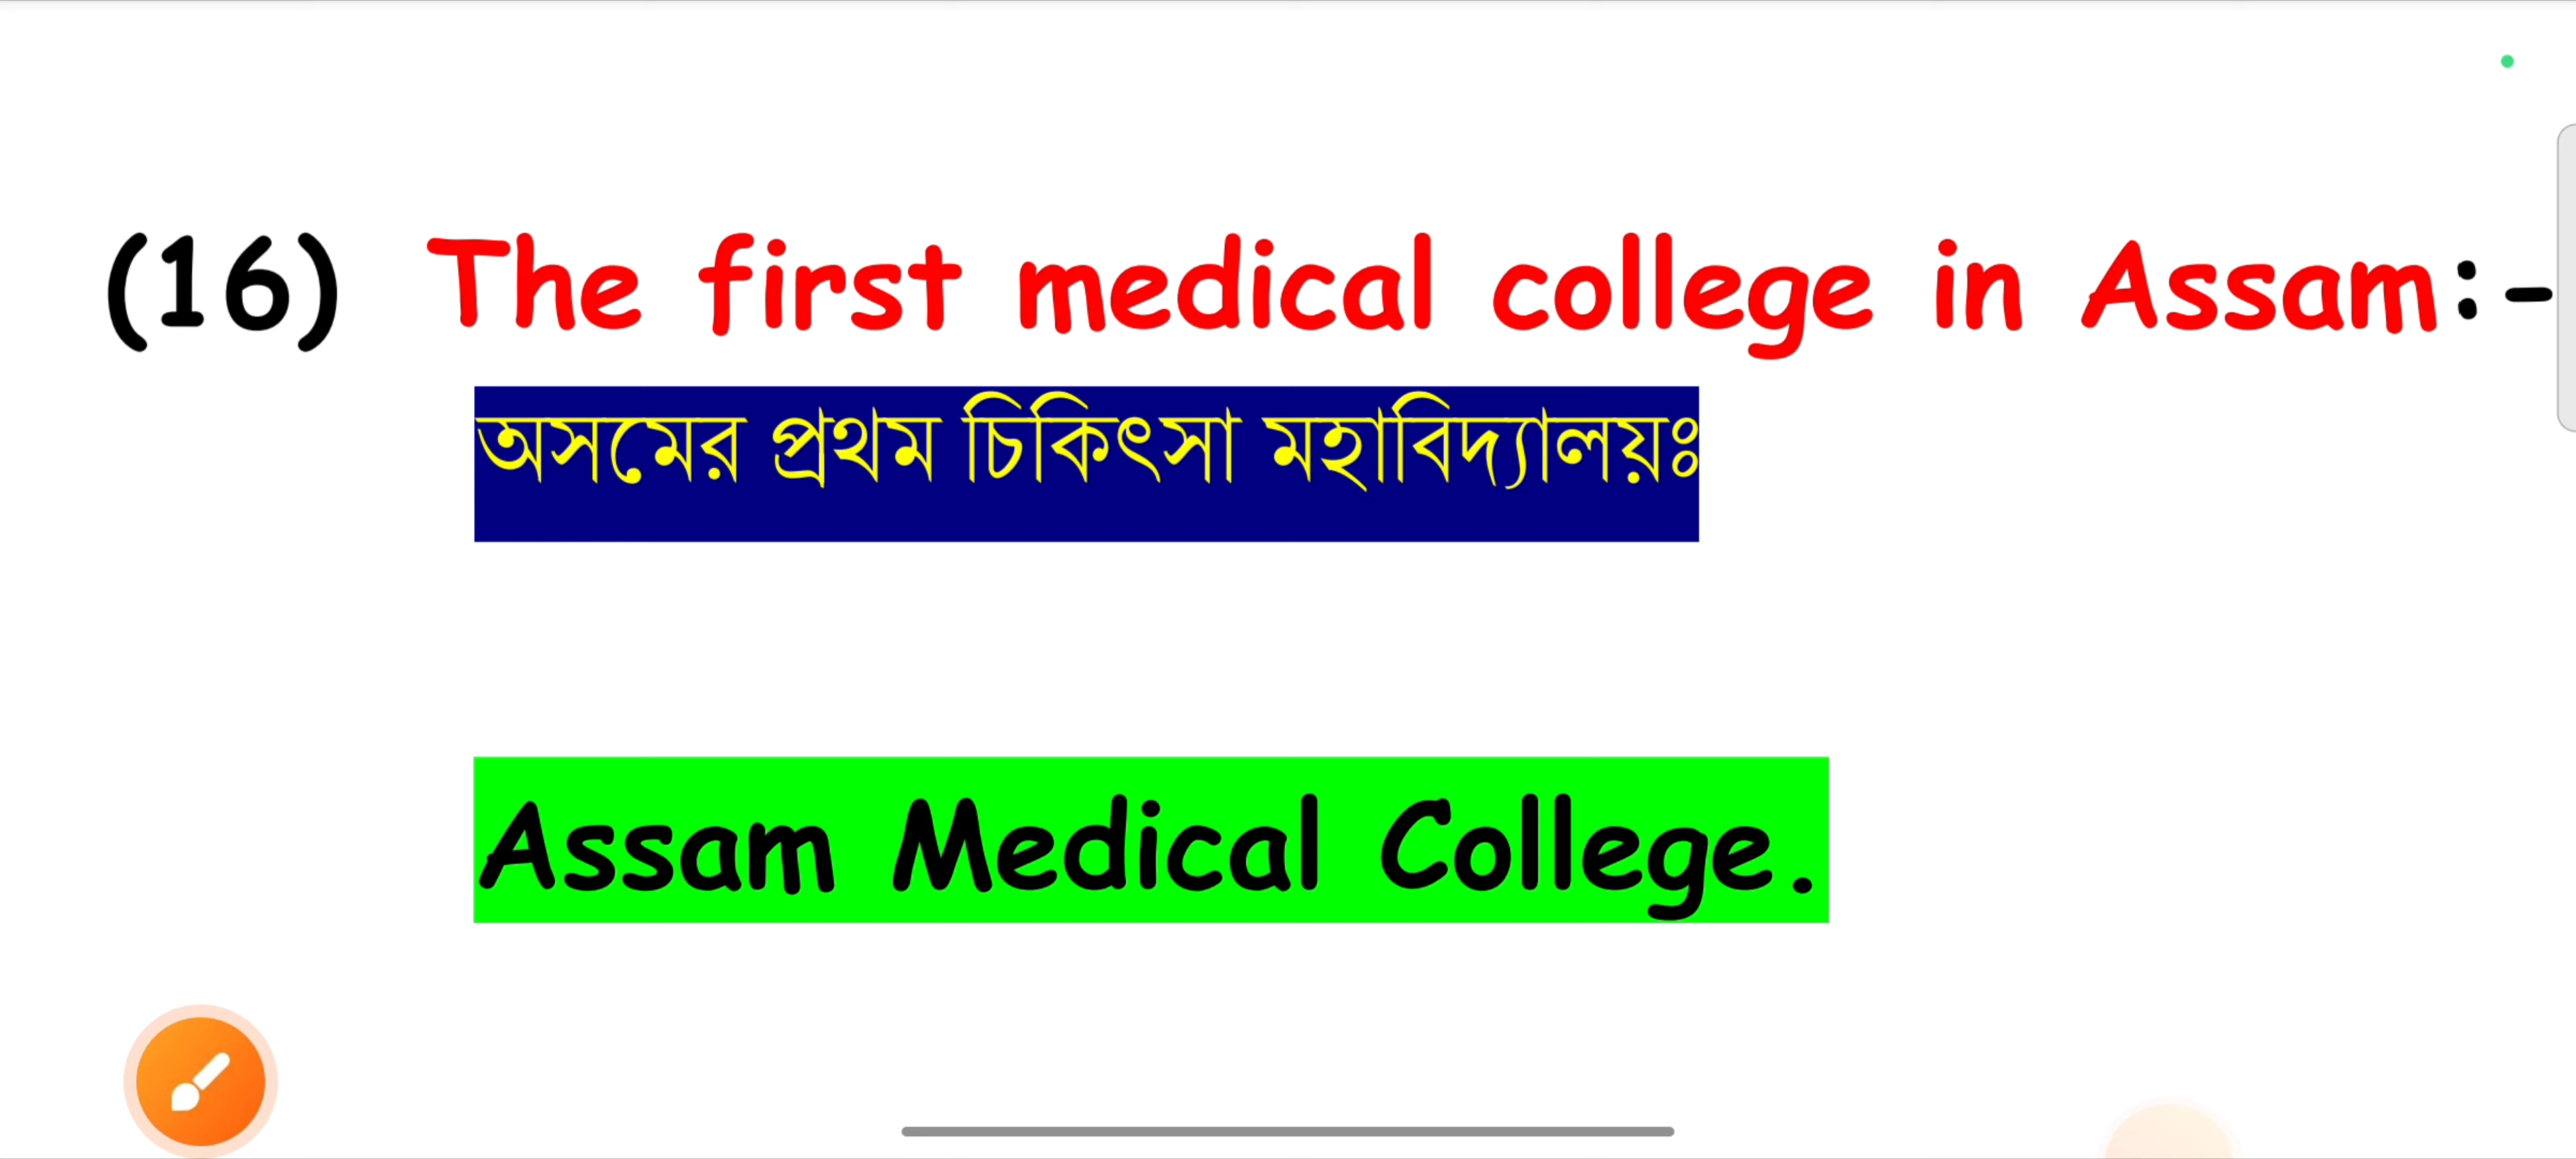 (16) The first medical college in Assam:-
অসমের প্রথম চিকিৎসা মহাবিদ্যালয়ঃ
Assam Medical College.